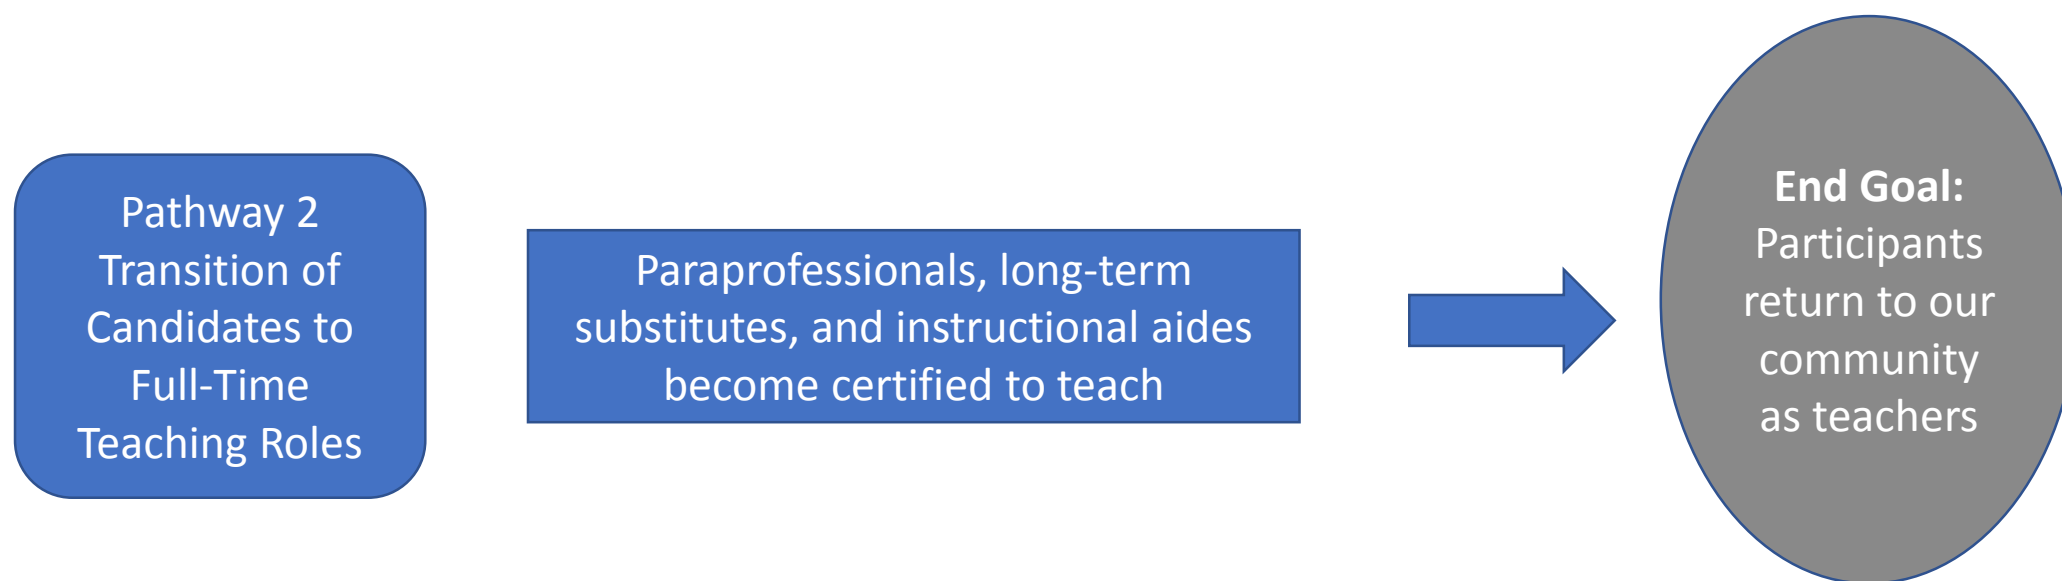 Pathway 2
Transition of
Candidates to
Full-Time
Teaching Roles
Paraprofessionals, long-term
substitutes, and instructional aides
become certified to teach
End Goal:
Participants
return to our
community
as teachers